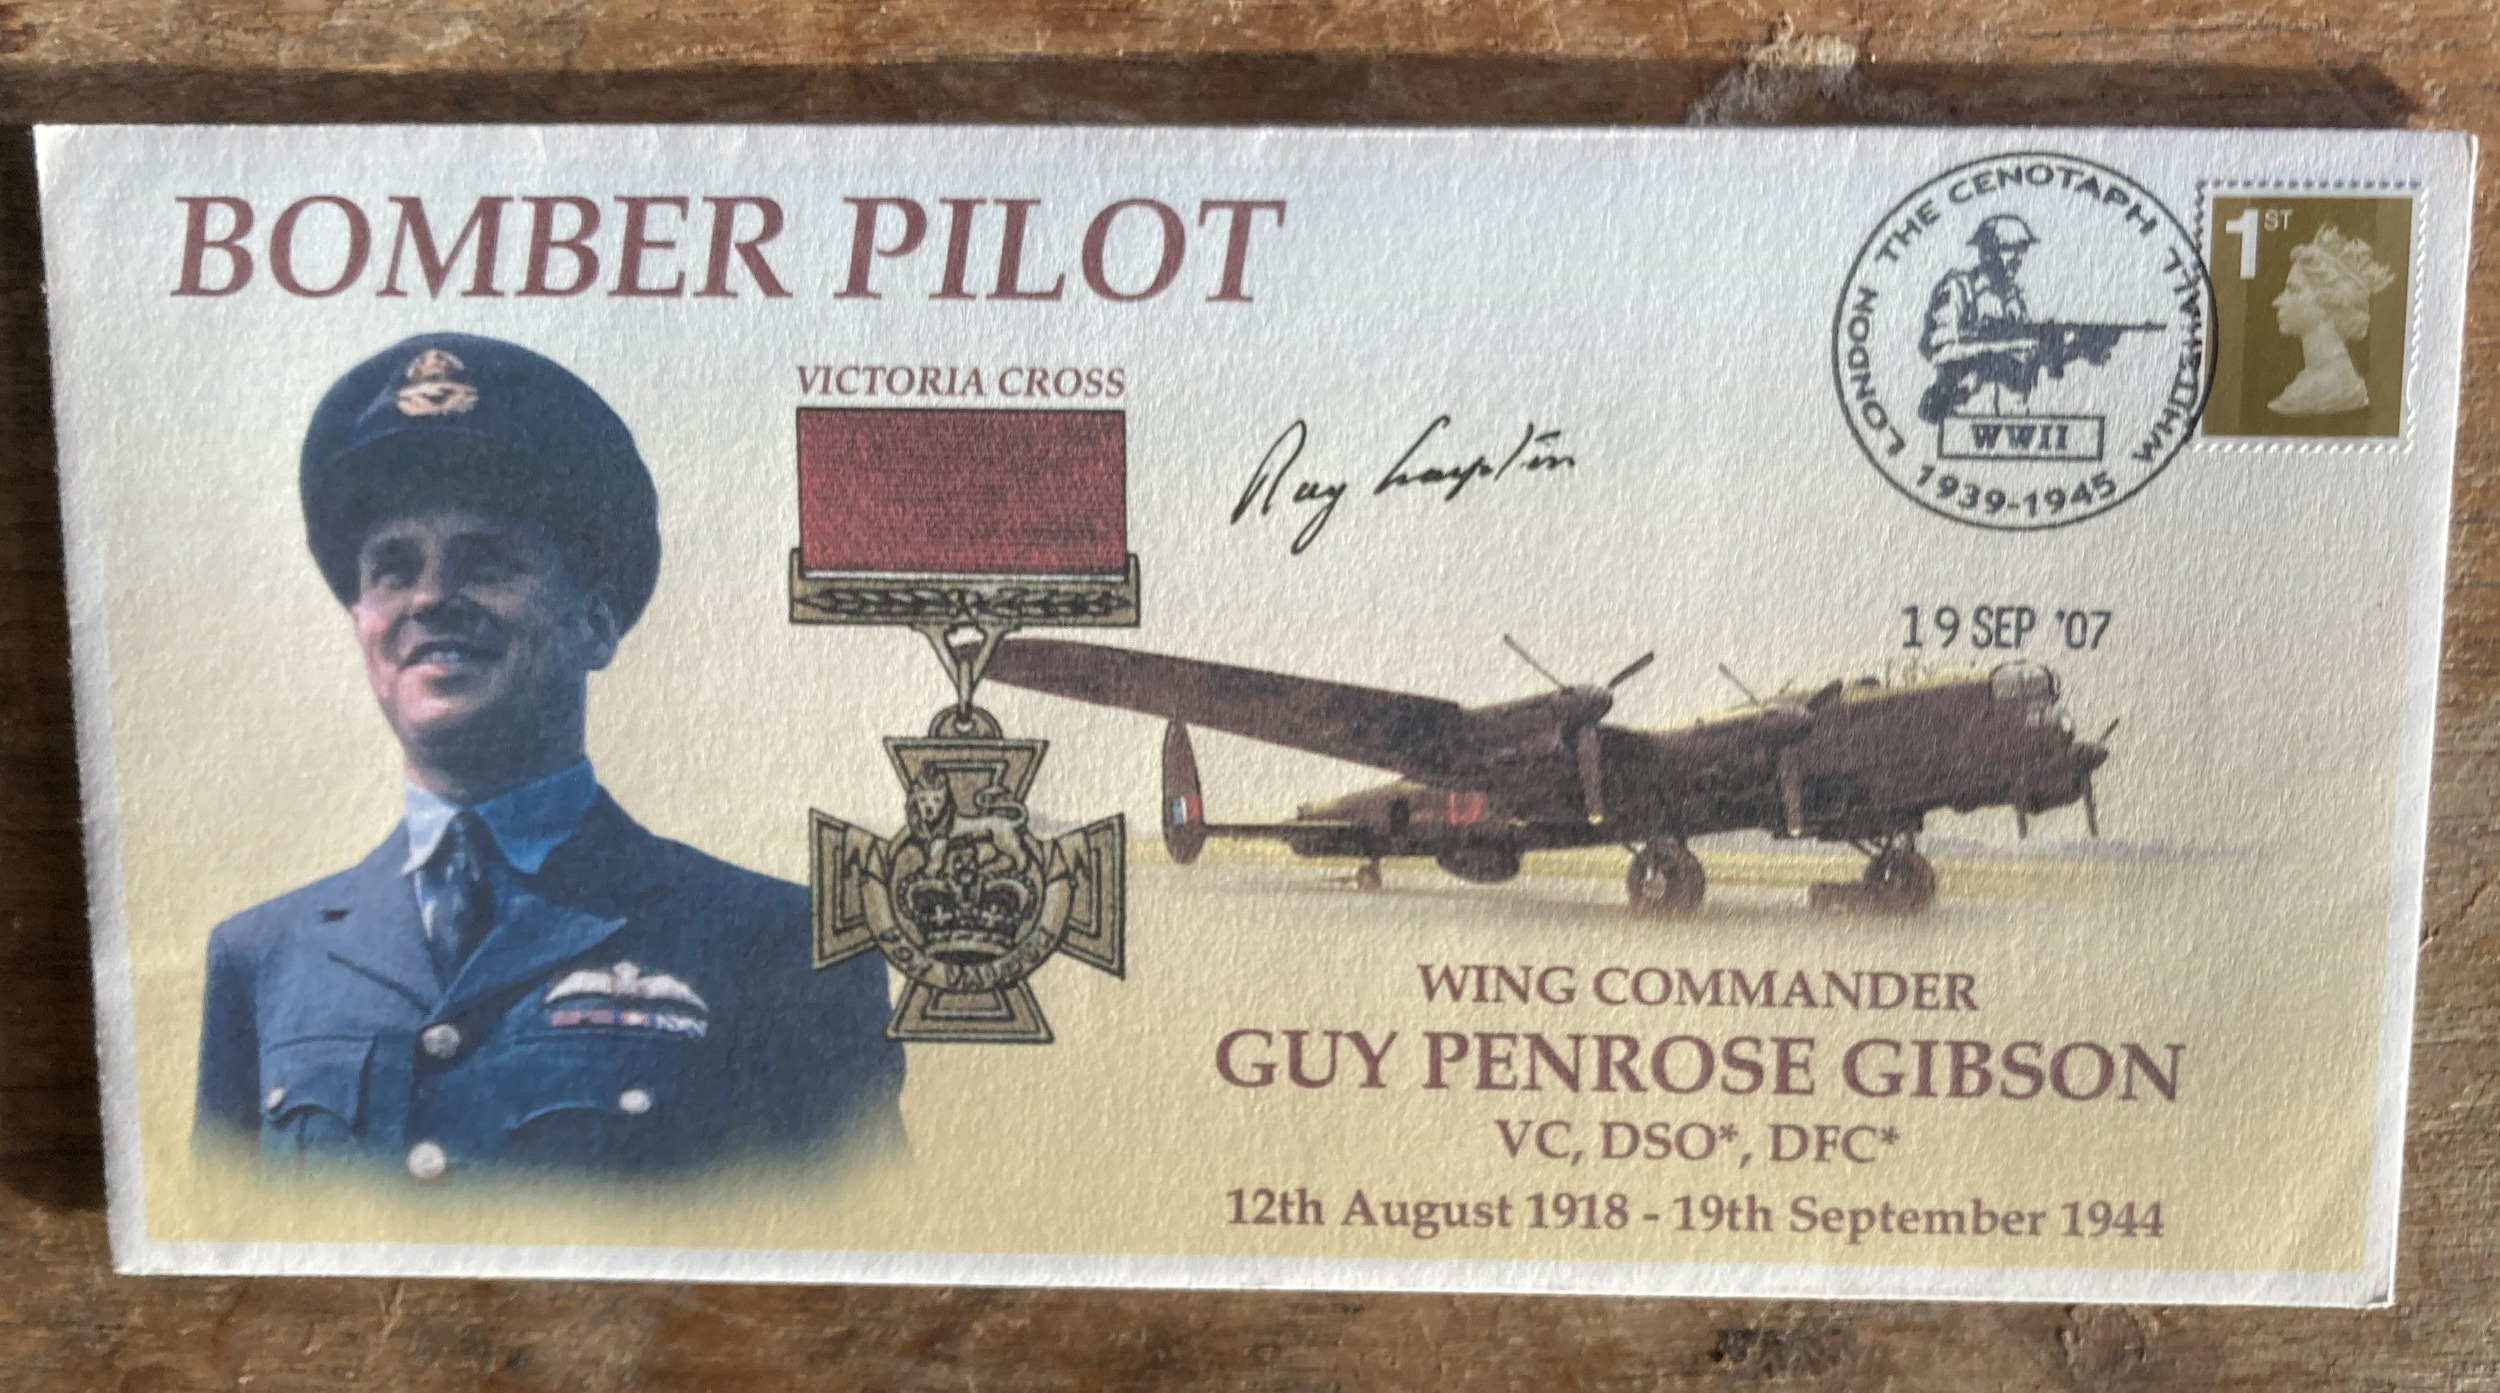 BOMBER PILOT
VICTORIA CROSS
LONDON THE CENOTAPH WHITEHALL
WWII
1939-1945
1ST
19 SEP '07
WING COMMANDER
GUY PENROSE GIBSON
VC, DSO*, DFC*
12th August 1918 - 19th September 1944